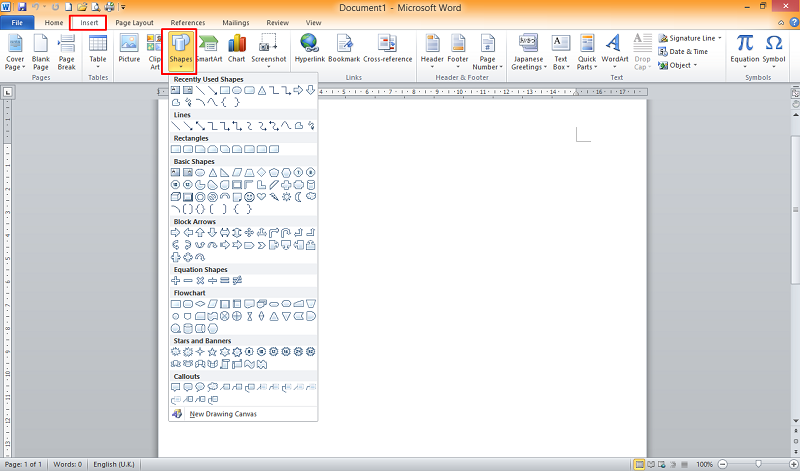 Document1 - Microsoft Word
File Home Insert Page Layout References Mailings Review View
Cover Page Blank Page Page Break Table Picture Clip Art Shapes SmartArt Chart Screenshot Hyperlink Bookmark Cross-reference Header Footer Page Number Japanese Greetings Text Box Quick Parts WordArt Drop Cap Signature Line Equation Symbol
Date & Time
Object
Pages Tables Links Header & Footer Text Symbols
Recently Used Shapes
Lines
Rectangles
Basic Shapes
Block Arrows
Equation Shapes
Flowchart
Stars and Banners
Callouts
New Drawing Canvas
Page: 1 of 1 Words: 0 English (U.K.) 100%